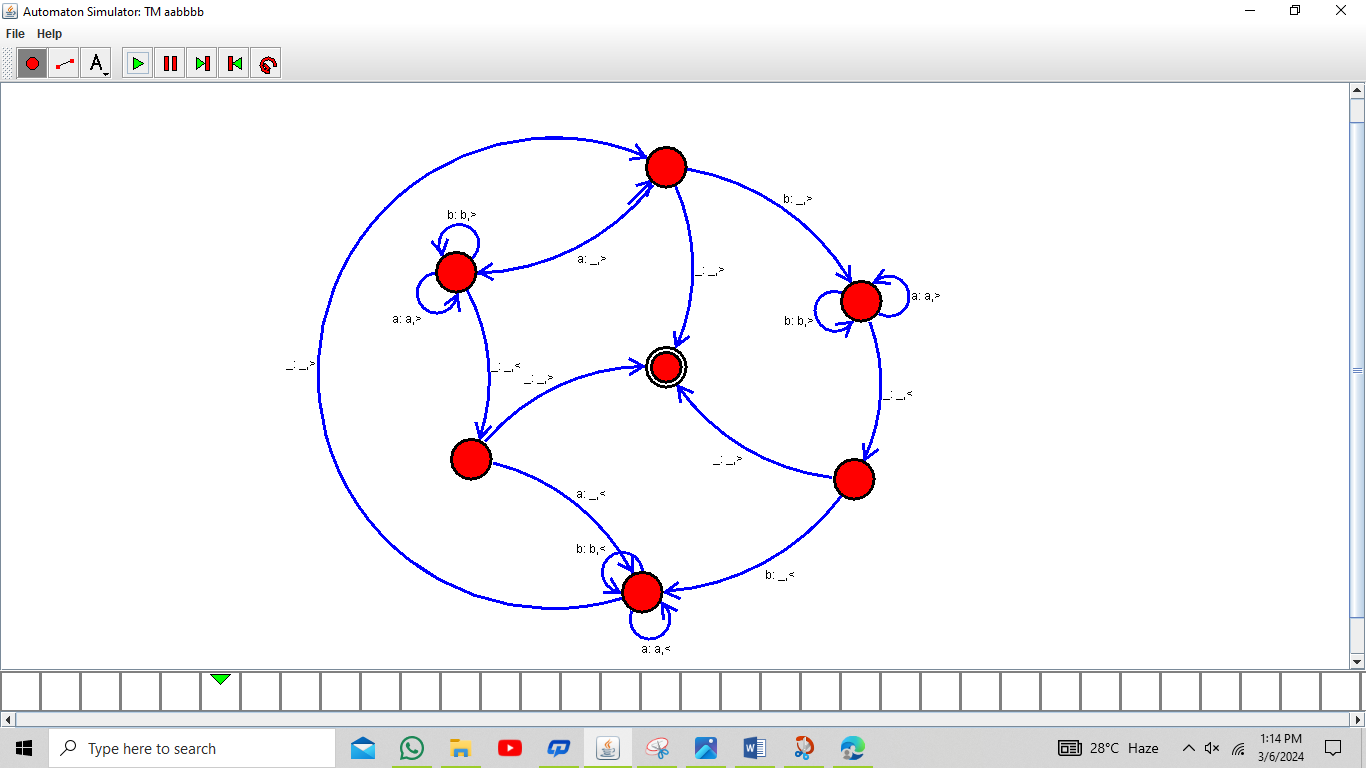 Automaton Simulator: TM aabbbb
File Help
A
b: _,>
b: b,>
a: _,>
_: _,>
a: a,>
a: a,>
b: b,>
_: _,>
_: _,<
_: _,>
_: _,<
_: _,>
a: _,<
b: b,<
b: _,<
a: a,<
Type here to search
W
28°C Haze
1:14 PM
3/6/2024